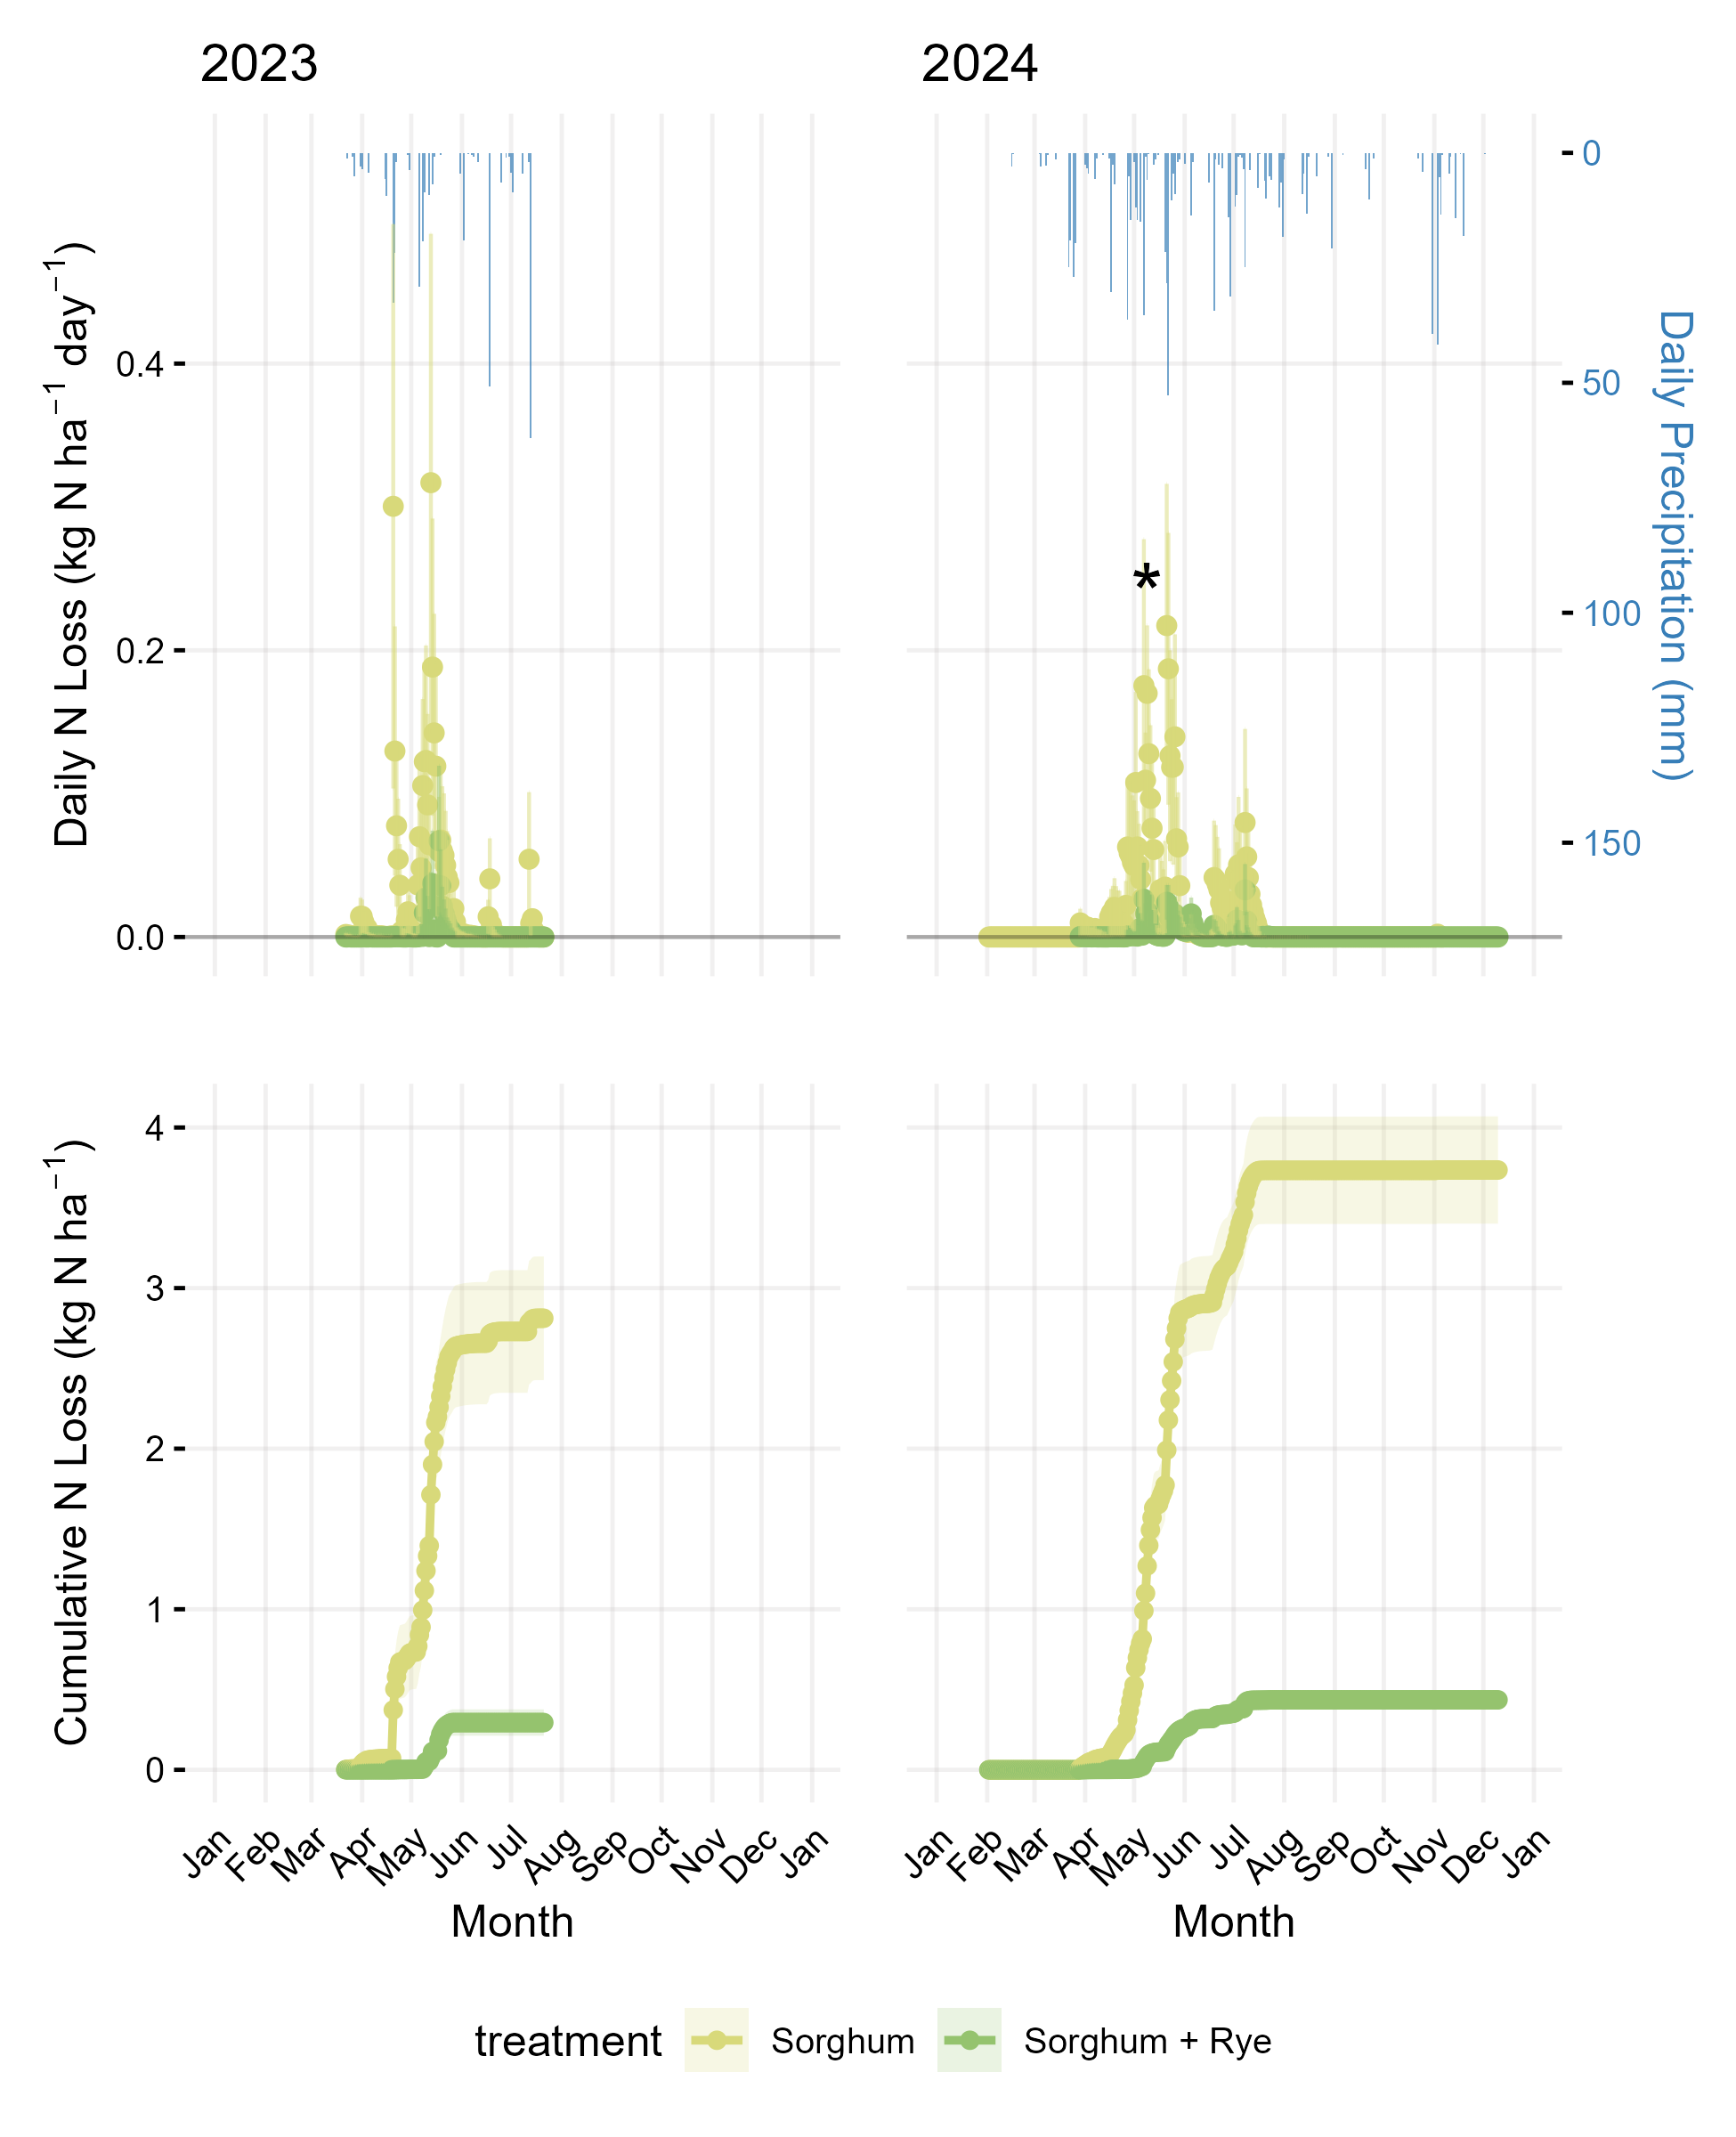 2023 2024
Daily N Loss (kg N ha⁻¹ day⁻¹)
0.4
0.2
0.0
*
0
50
100
150
Daily Precipitation (mm)
Cumulative N Loss (kg N ha⁻¹)
4
3
2
1
0
Jan Feb Mar Apr May Jun Jul Aug Sep Oct Nov Dec Jan
Jan Feb Mar Apr May Jun Jul Aug Sep Oct Nov Dec Jan
Month Month
treatment Sorghum Sorghum + Rye